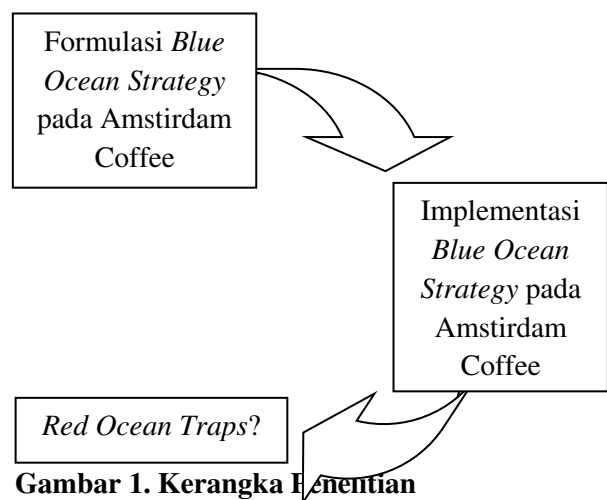 Formulasi Blue
Ocean Strategy
pada Amstirdam
Coffee
Implementasi
Blue Ocean
Strategy pada
Amstirdam
Coffee
Red Ocean Traps?
Gambar 1. Kerangka Penelitian